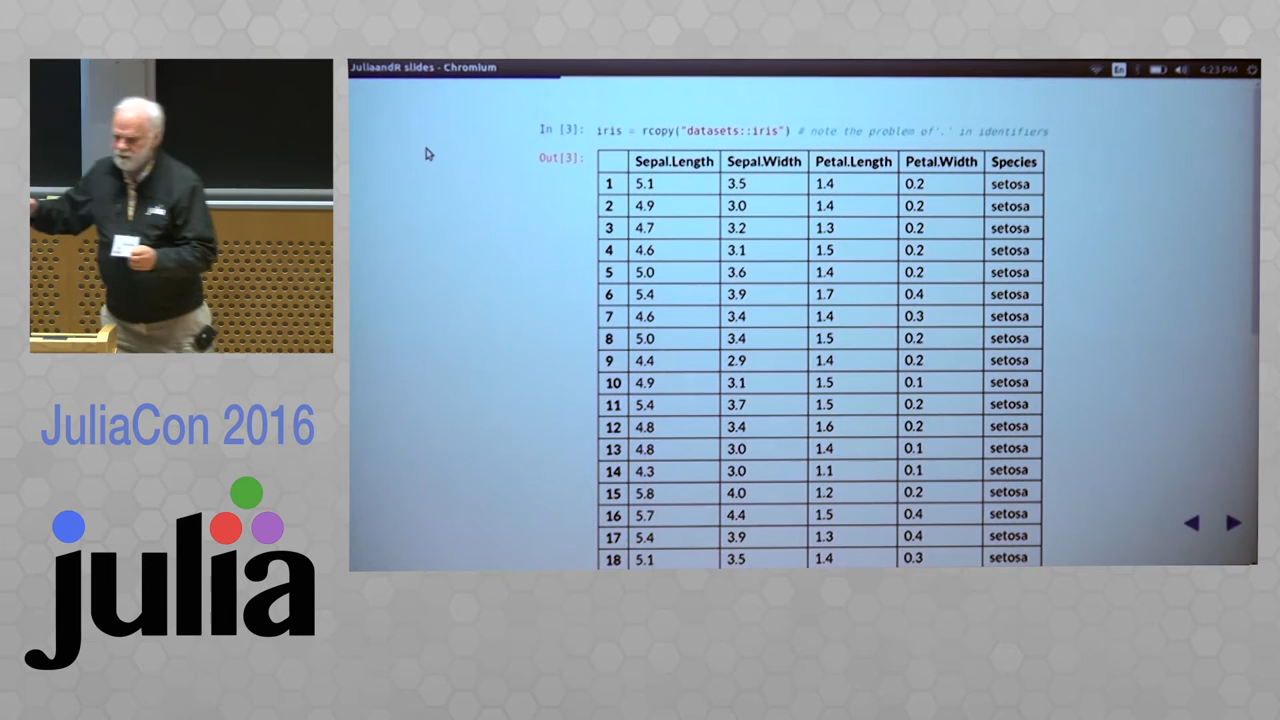 JuliaandR slides - Chromium
En
4:23 PM
In [3]: iris = rcopy("datasets::iris") # note the problem of '.' in identifiers
Out[3]:
Sepal.Length Sepal.Width Petal.Length Petal.Width Species
1 5.1 3.5 1.4 0.2 setosa
2 4.9 3.0 1.4 0.2 setosa
3 4.7 3.2 1.3 0.2 setosa
4 4.6 3.1 1.5 0.2 setosa
5 5.0 3.6 1.4 0.2 setosa
6 5.4 3.9 1.7 0.4 setosa
7 4.6 3.4 1.4 0.3 setosa
8 5.0 3.4 1.5 0.2 setosa
9 4.4 2.9 1.4 0.2 setosa
10 4.9 3.1 1.5 0.1 setosa
11 5.4 3.7 1.5 0.2 setosa
12 4.8 3.4 1.6 0.2 setosa
13 4.8 3.0 1.4 0.1 setosa
14 4.3 3.0 1.1 0.1 setosa
15 5.8 4.0 1.2 0.2 setosa
16 5.7 4.4 1.5 0.4 setosa
17 5.4 3.9 1.3 0.4 setosa
18 5.1 3.5 1.4 0.3 setosa
julia
JuliaCon 2016
julia